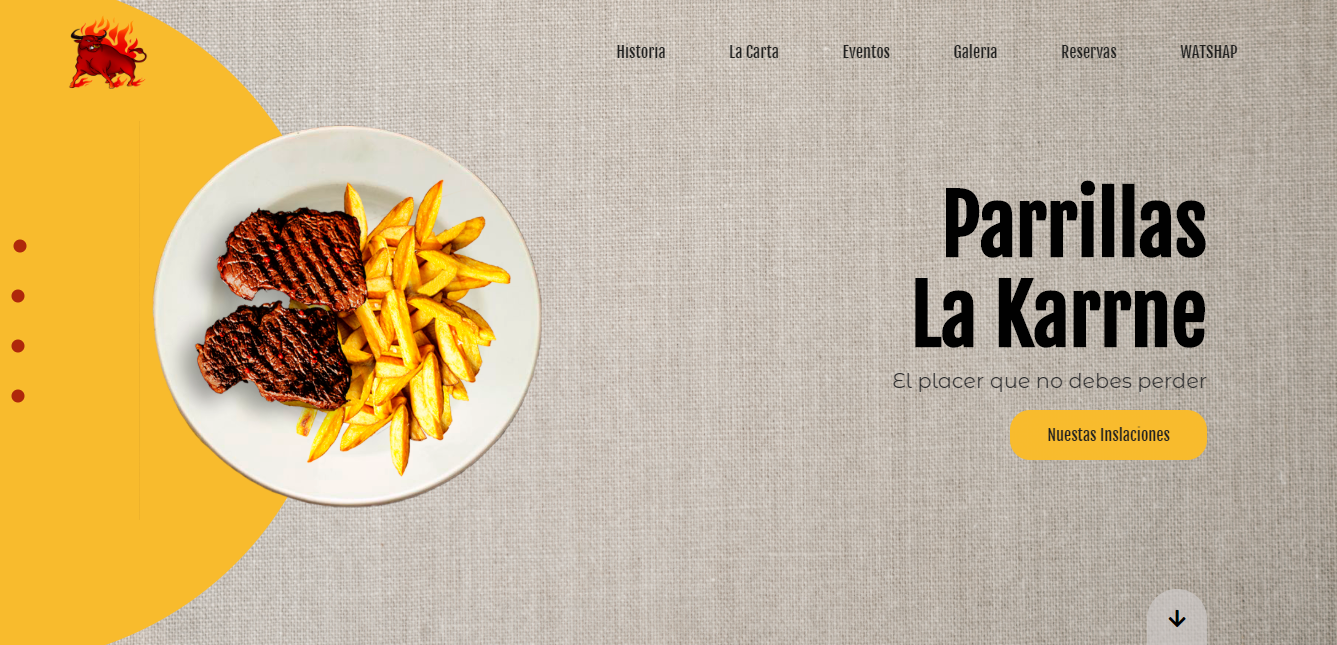 Historia La Carta Eventos Galeria Reservas WATSHAP
Parrillas
La Karrne
El placer que no debes perder
Nuestas Inslaciones